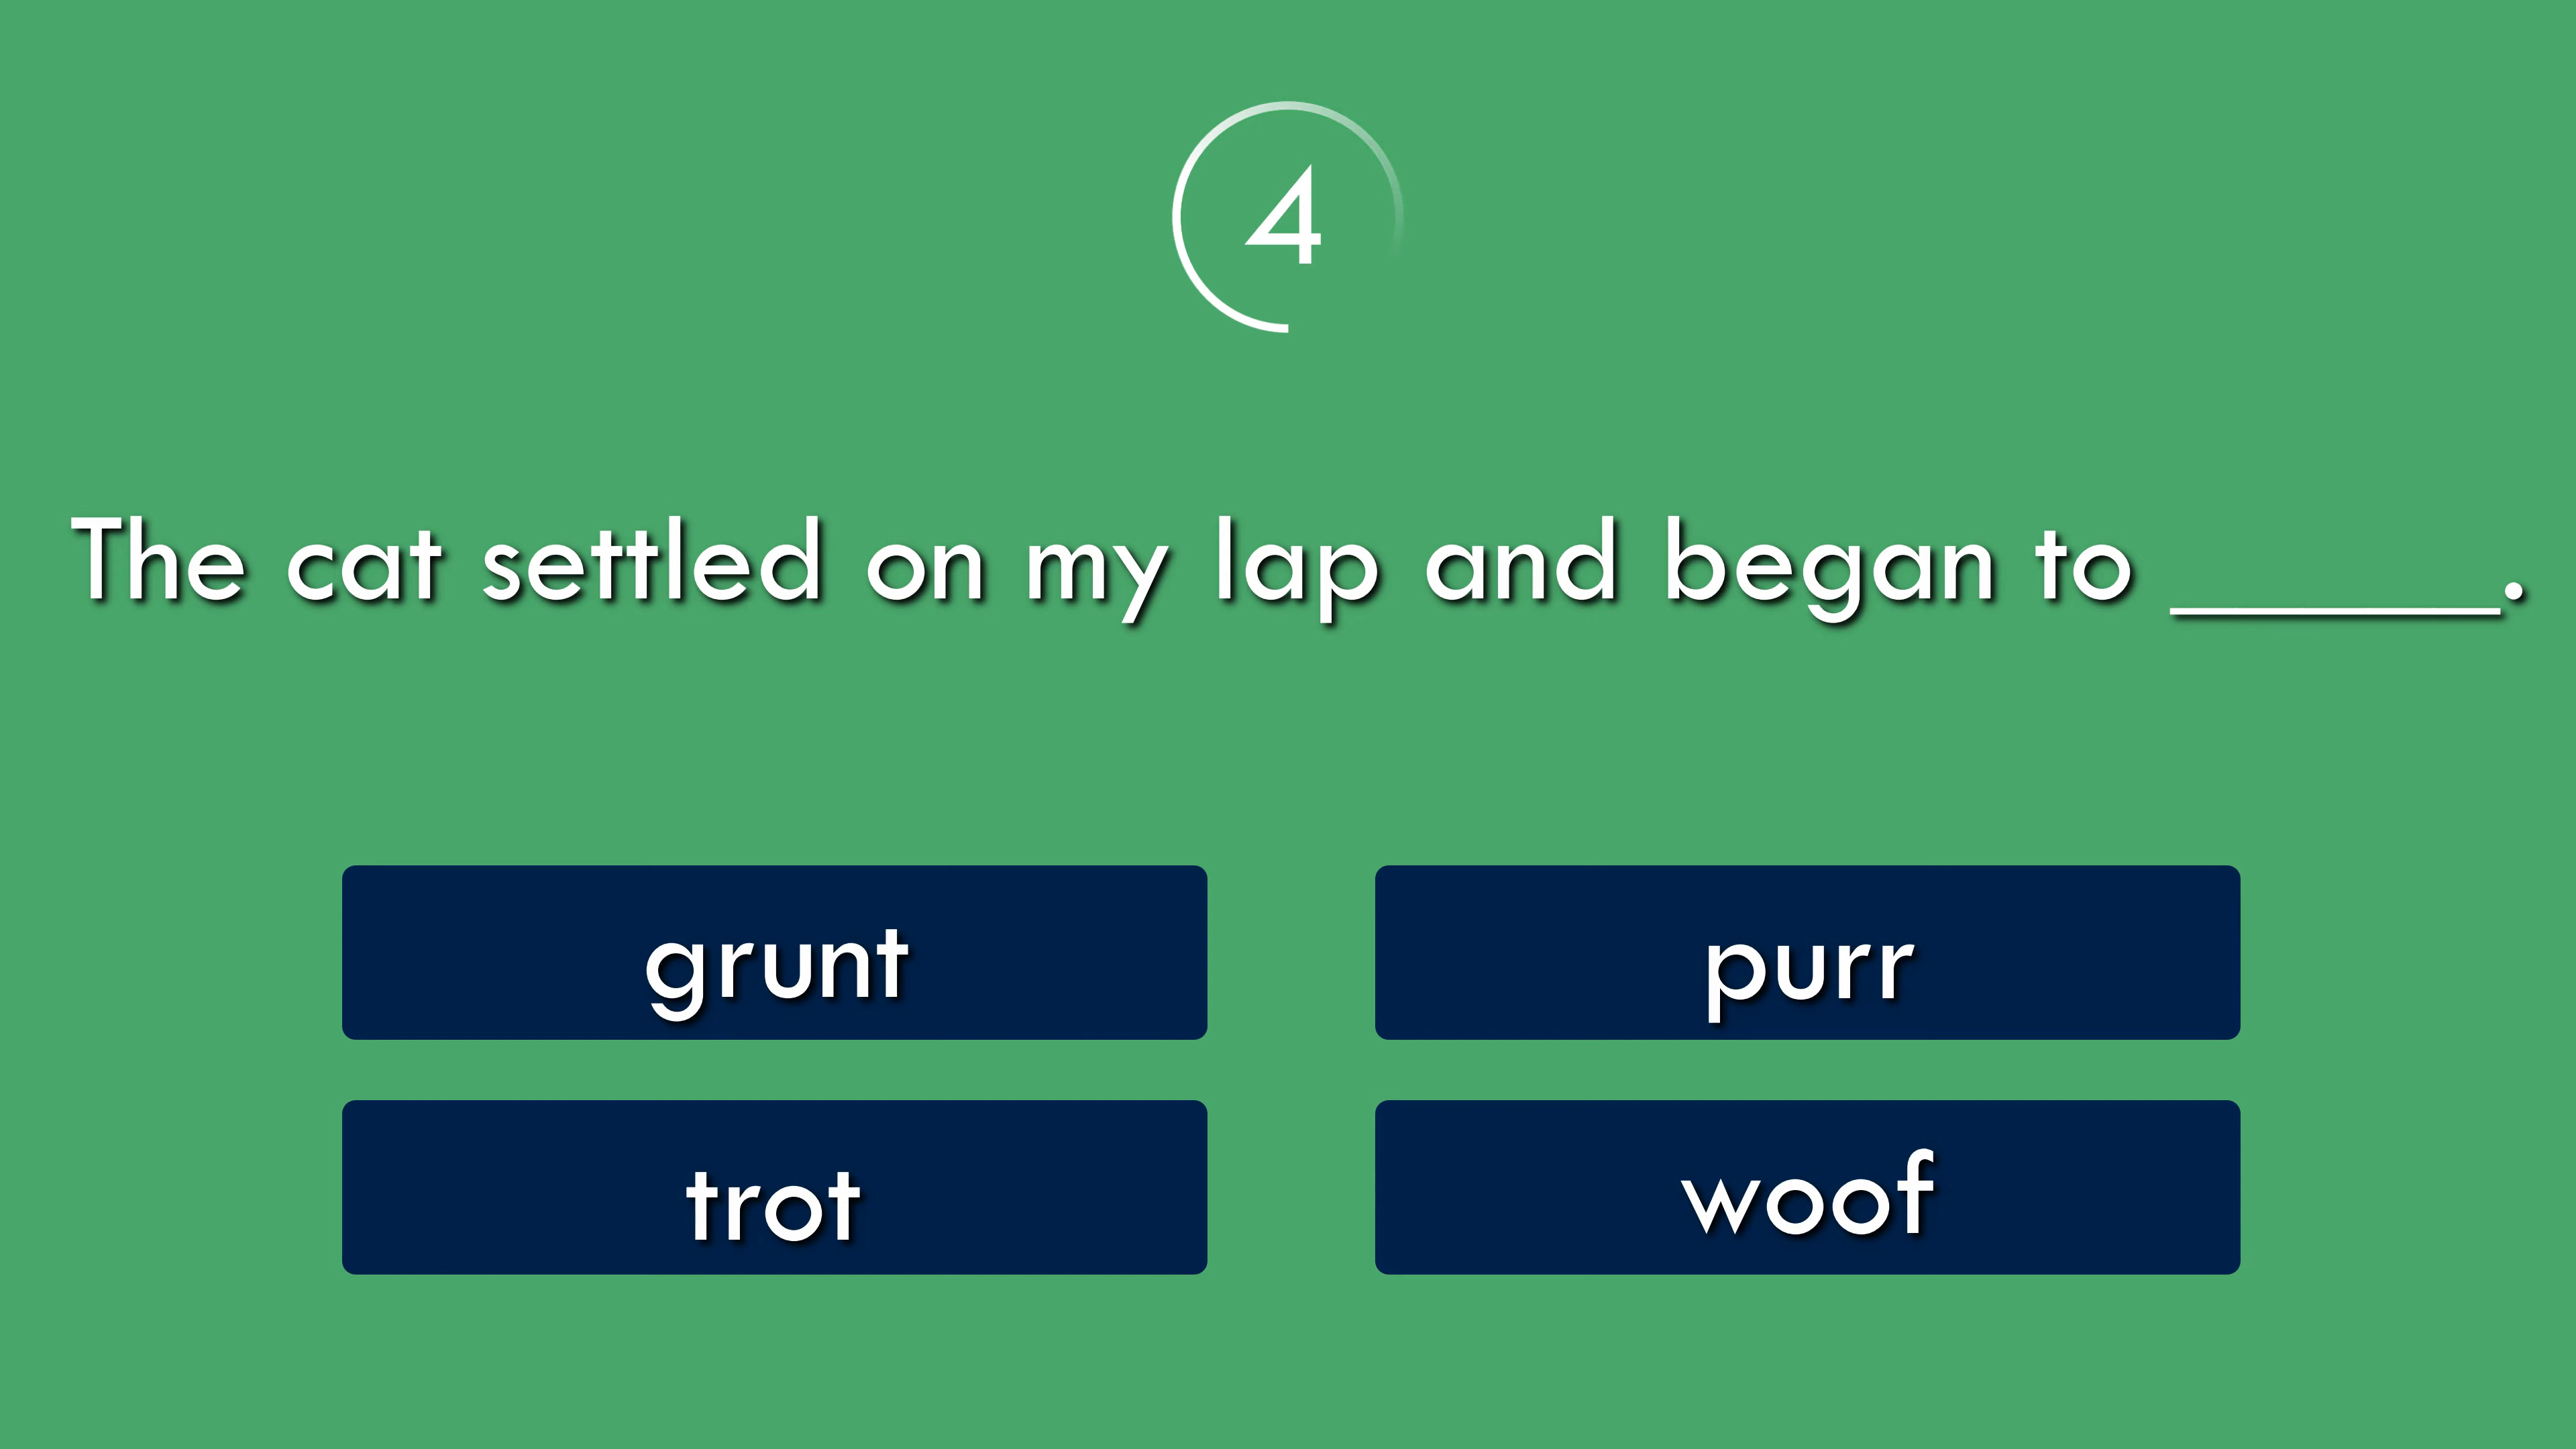 4
The cat settled on my lap and began to ______.
grunt
purr
trot
woof